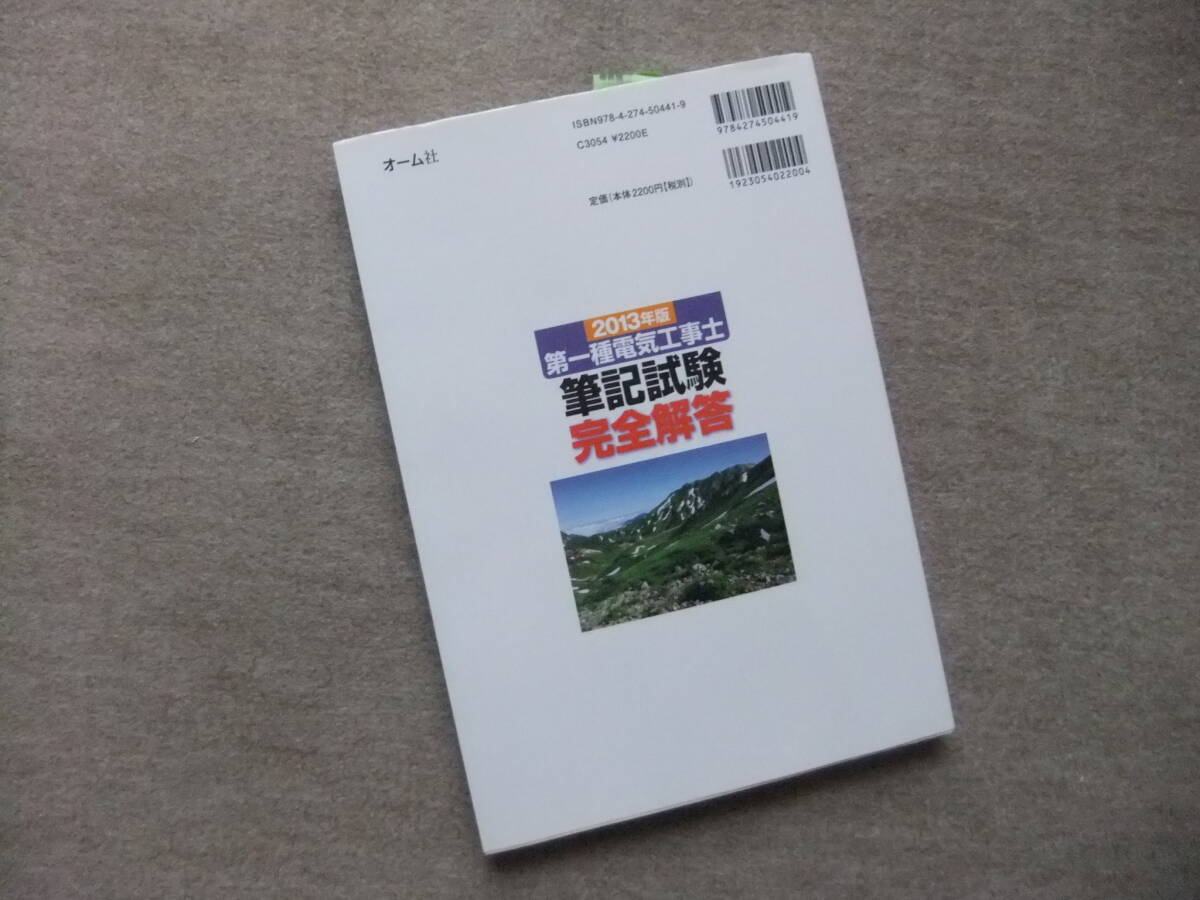 オーム社
ISBN978-4-274-50441-9
C3054 ¥2200E
定価(本体2200円【税別】)
9784274504419
1923054022004
2013年版
第一種電気工事士
筆記試験
完全解答